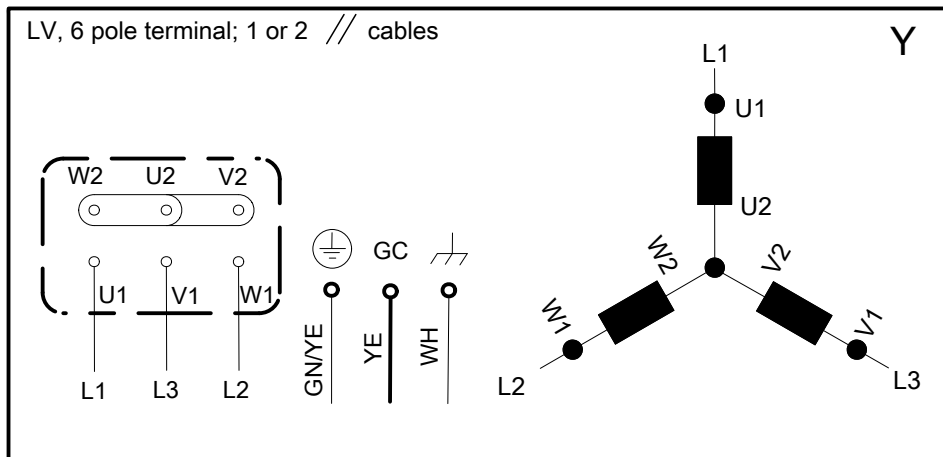 LV, 6 pole terminal; 1 or 2 // cables
Y
W2 U2 V2
U1 V1 W1
L1 L3 L2
GC
GN/YE
YE
WH
L1
U1
U2
W2
V2
W1
V1
L2
L3